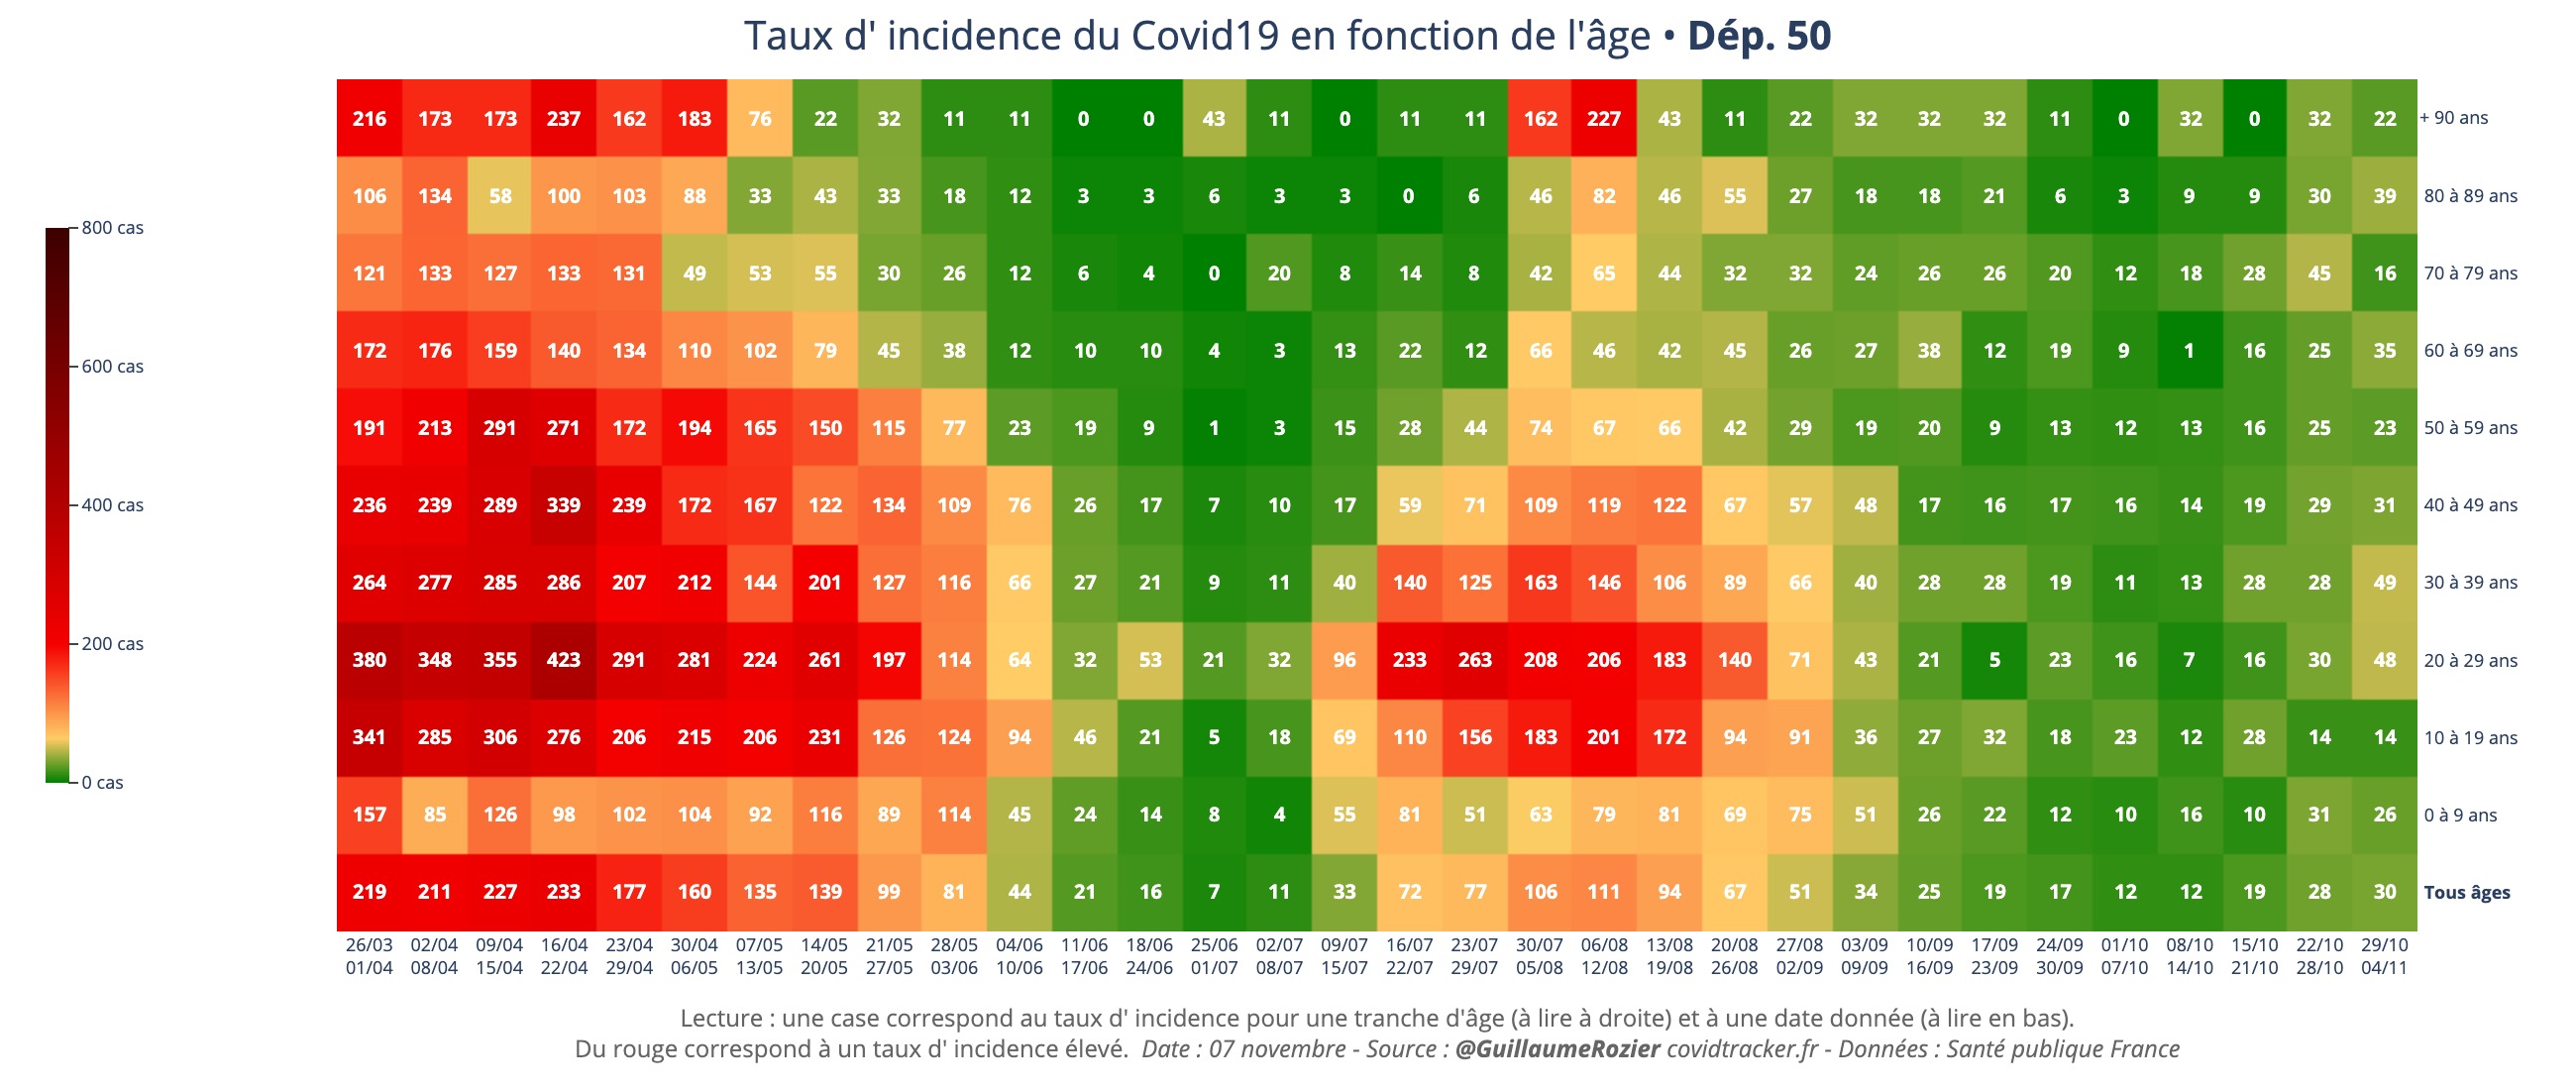 Taux d' incidence du Covid19 en fonction de l'âge • Dép. 50
800 cas
600 cas
400 cas
200 cas
0 cas
216 173 173 237 162 183 76 22 32 11 11 0 0 43 11 0 11 11 162 227 43 11 22 32 32 32 11 0 32 0 32 22 + 90 ans
106 134 58 100 103 88 33 43 33 18 12 3 3 6 3 3 0 6 46 82 46 55 27 18 18 21 6 3 9 9 30 39 80 à 89 ans
121 133 127 133 131 49 53 55 30 26 12 6 4 0 20 8 14 8 42 65 44 32 32 24 26 26 20 12 18 28 45 16 70 à 79 ans
172 176 159 140 134 110 102 79 45 38 12 10 10 4 3 13 22 12 66 46 42 45 26 27 38 12 19 9 1 16 25 35 60 à 69 ans
191 213 291 271 172 194 165 150 115 77 23 19 9 1 3 15 28 44 74 67 66 42 29 19 20 9 13 12 13 16 25 23 50 à 59 ans
236 239 289 339 239 172 167 122 134 109 76 26 17 7 10 17 59 71 109 119 122 67 57 48 17 16 17 16 14 19 29 31 40 à 49 ans
264 277 285 286 207 212 144 201 127 116 66 27 21 9 11 40 140 125 163 146 106 89 66 40 28 28 19 11 13 28 28 49 30 à 39 ans
380 348 355 423 291 281 224 261 197 114 64 32 53 21 32 96 233 263 208 206 183 140 71 43 21 5 23 16 7 16 30 48 20 à 29 ans
341 285 306 276 206 215 206 231 126 124 94 46 21 5 18 69 110 156 183 201 172 94 91 36 27 32 18 23 12 28 14 14 10 à 19 ans
157 85 126 98 102 104 92 116 89 114 45 24 14 8 4 55 81 51 63 79 81 69 75 51 26 22 12 10 16 10 31 26 0 à 9 ans
219 211 227 233 177 160 135 139 99 81 44 21 16 7 11 33 72 77 106 111 94 67 51 34 25 19 17 12 12 19 28 30 Tous âges
26/03 02/04 09/04 16/04 23/04 30/04 07/05 14/05 21/05 28/05 04/06 11/06 18/06 25/06 02/07 09/07 16/07 23/07 30/07 06/08 13/08 20/08 27/08 03/09 10/09 17/09 24/09 01/10 08/10 15/10 22/10 29/10
01/04 08/04 15/04 22/04 29/04 06/05 13/05 20/05 27/05 03/06 10/06 17/06 24/06 01/07 08/07 15/07 22/07 29/07 05/08 12/08 19/08 26/08 02/09 09/09 16/09 23/09 30/09 07/10 14/10 21/10 28/10 04/11
Lecture : une case correspond au taux d' incidence pour une tranche d'âge (à lire à droite) et à une date donnée (à lire en bas).
Du rouge correspond à un taux d' incidence élevé. Date : 07 novembre - Source : @GuillaumeRozier covidtracker.fr - Données : Santé publique France